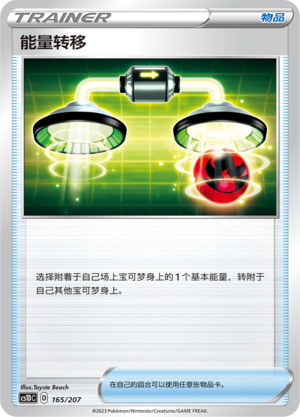 TRAINER
物品
能量转移
选择附着于自己场上宝可梦身上的1个基本能量，转附于
自己其他宝可梦身上。
Illus.Toyste Beach
cs1D C D 165/207
在自己的回合可以使用任意张物品卡。
©2023 Pokémon/Nintendo/Creatures/GAME FREAK.